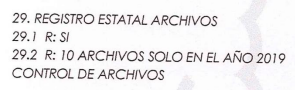 29. REGISTRO ESTATAL ARCHIVOS
29.1 R: SI
29.2 R: 10 ARCHIVOS SOLO EN EL AÑO 2019
CONTROL DE ARCHIVOS